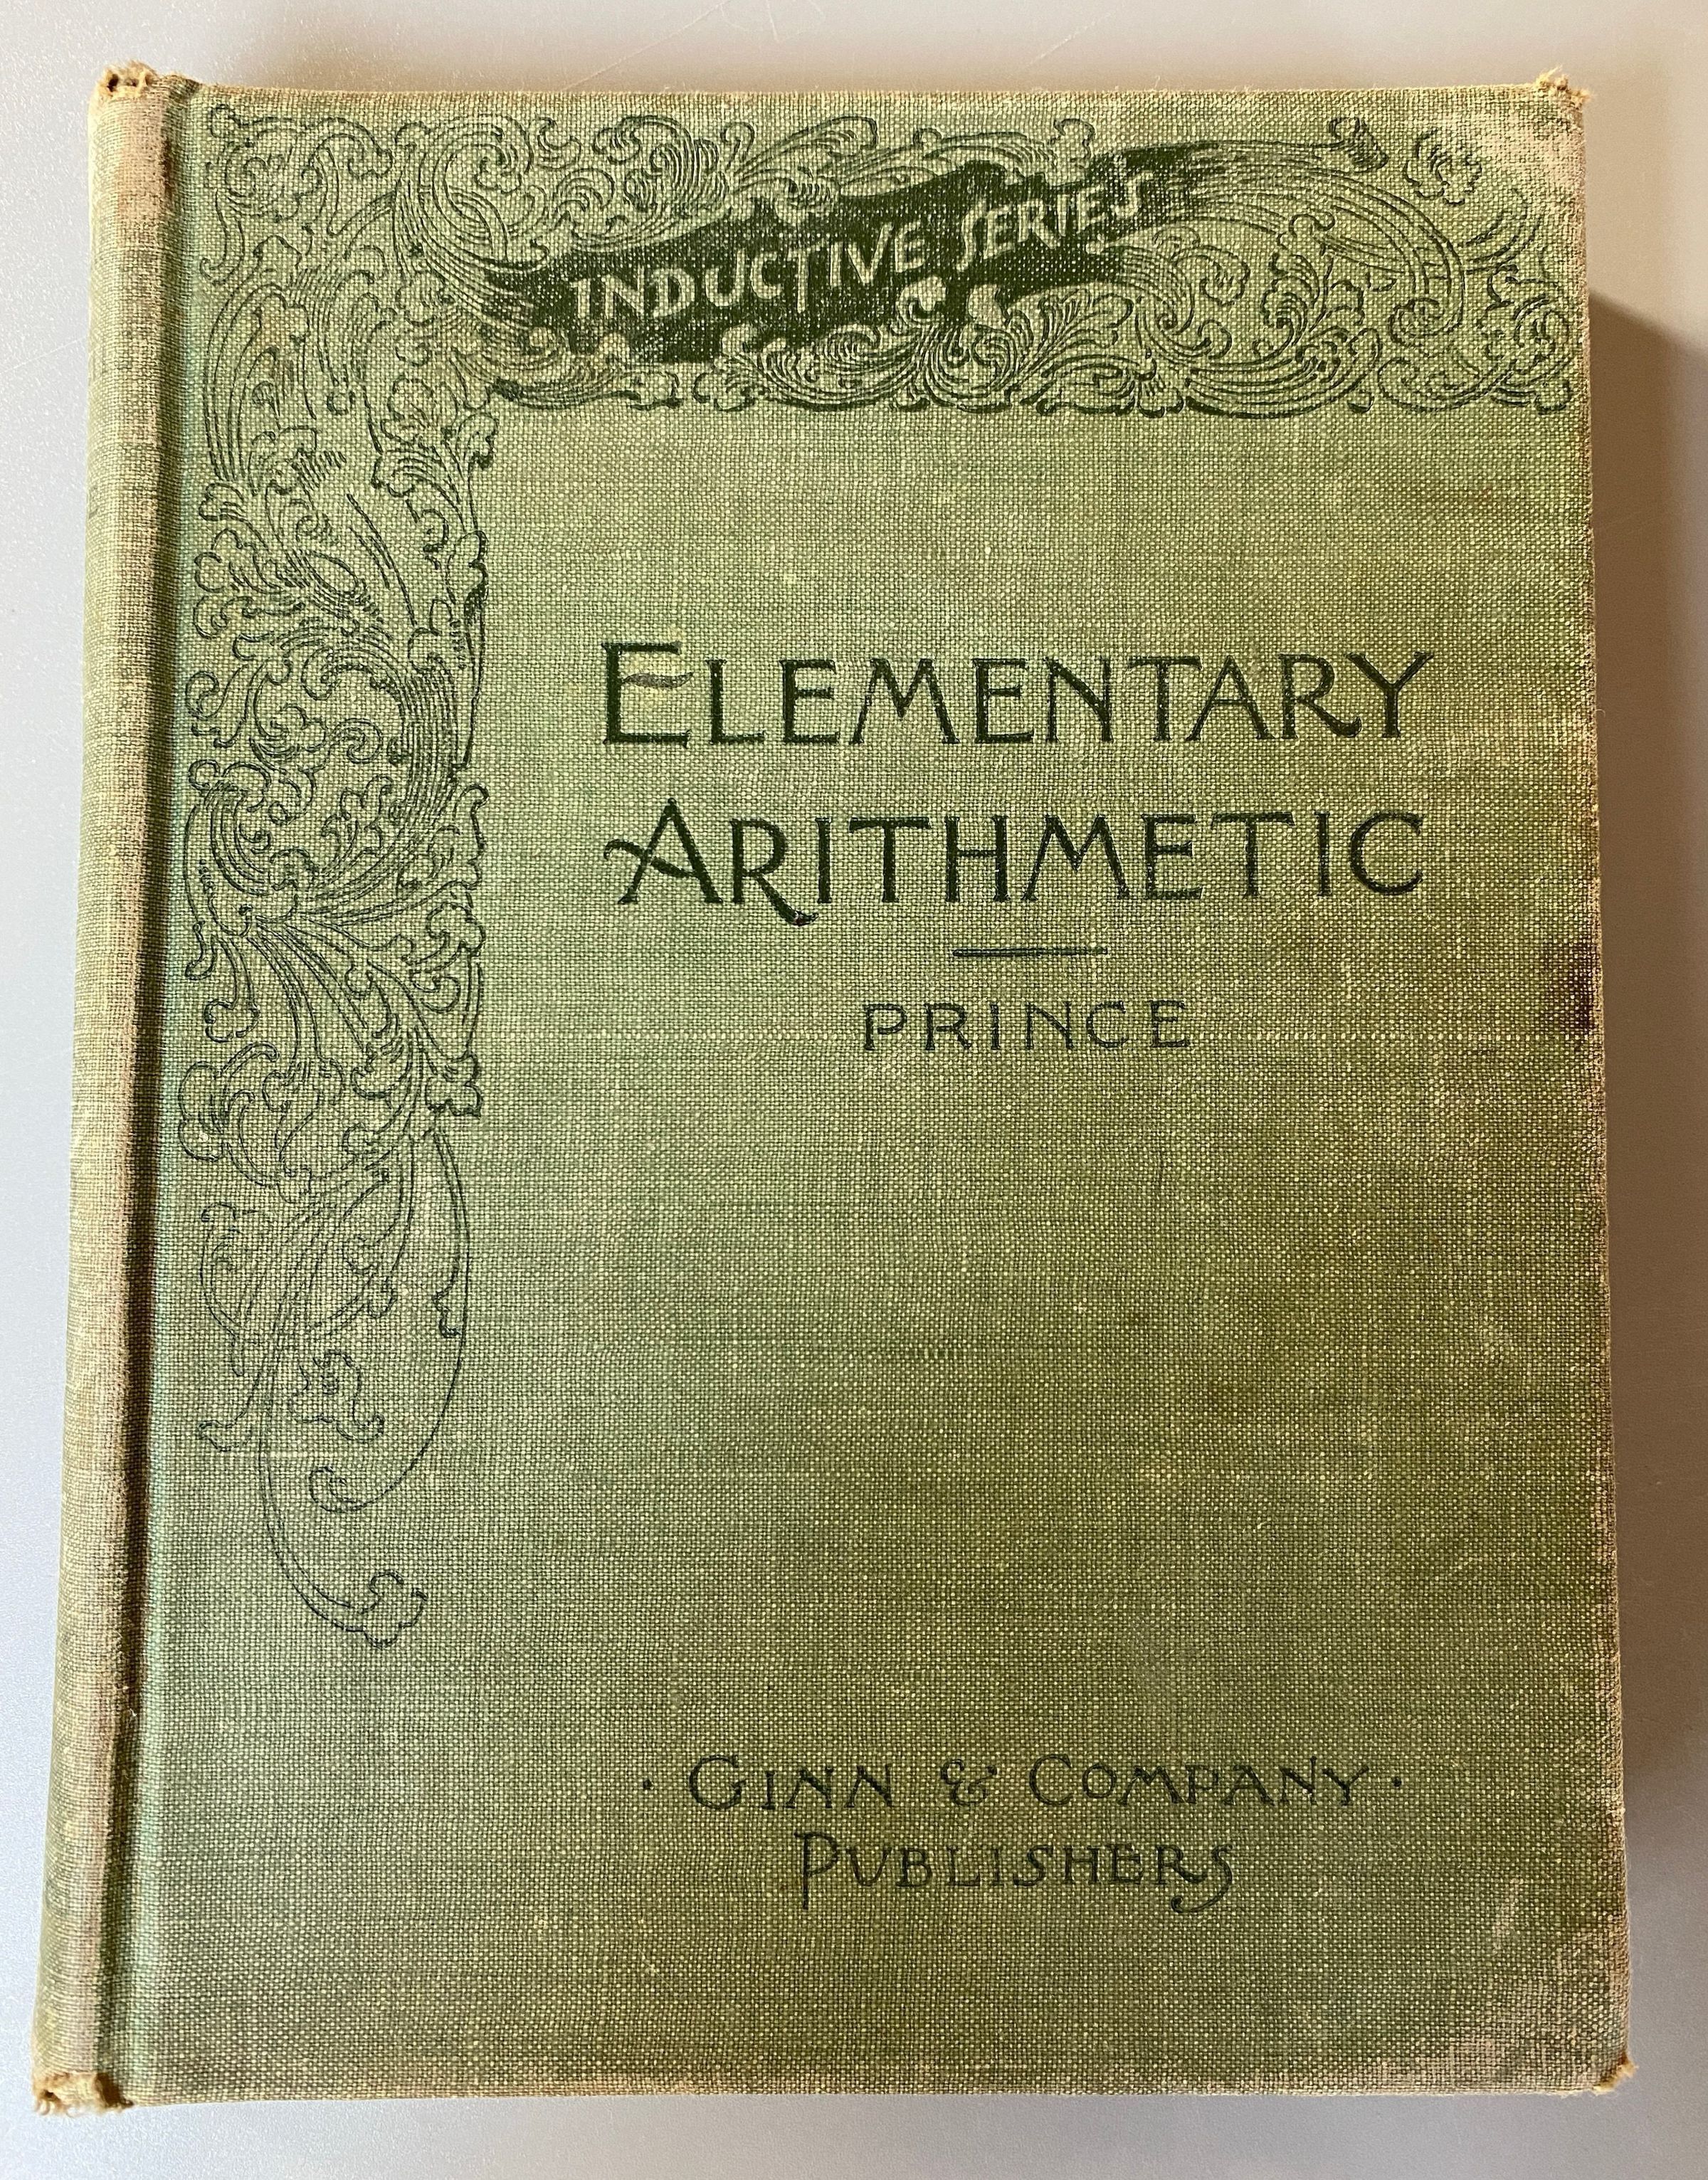 INDUCTIVE SERIES
ELEMENTARY
ARITHMETIC
PRINCE
· GINN & COMPANY ·
PUBLISHERS